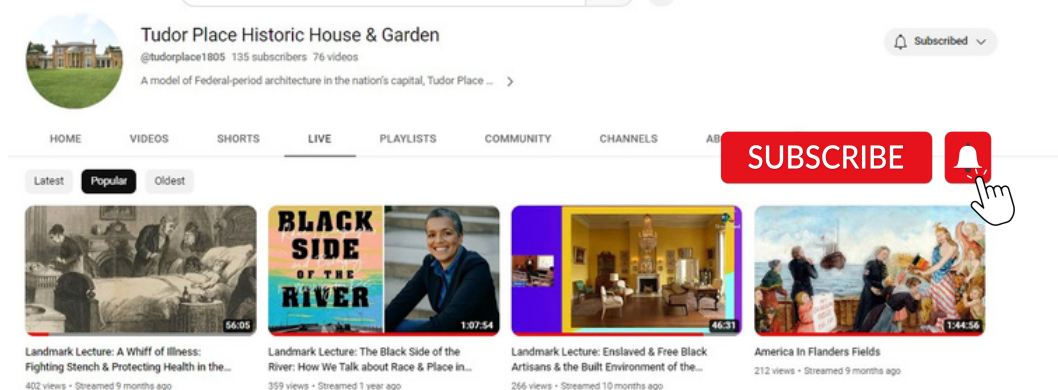 Tudor Place Historic House & Garden
@tudorplace1805 135 subscribers 76 videos
A model of Federal-period architecture in the nation's capital, Tudor Place ...
Subscribed
HOME VIDEOS SHORTS LIVE PLAYLISTS COMMUNITY CHANNELS AB
SUBSCRIBE
Latest Popular Oldest
56:05
BLACK
SIDE
OF THE
RIVER
1:07:54
46:31
1:44:56
Landmark Lecture: A Whiff of Illness:
Fighting Stench & Protecting Health in the...
402 views • Streamed 9 months ago
Landmark Lecture: The Black Side of the
River: How We Talk about Race & Place in...
359 views • Streamed 1 year ago
Landmark Lecture: Enslaved & Free Black
Artisans & the Built Environment of the...
266 views • Streamed 10 months ago
America In Flanders Fields
212 views • Streamed 9 months ago